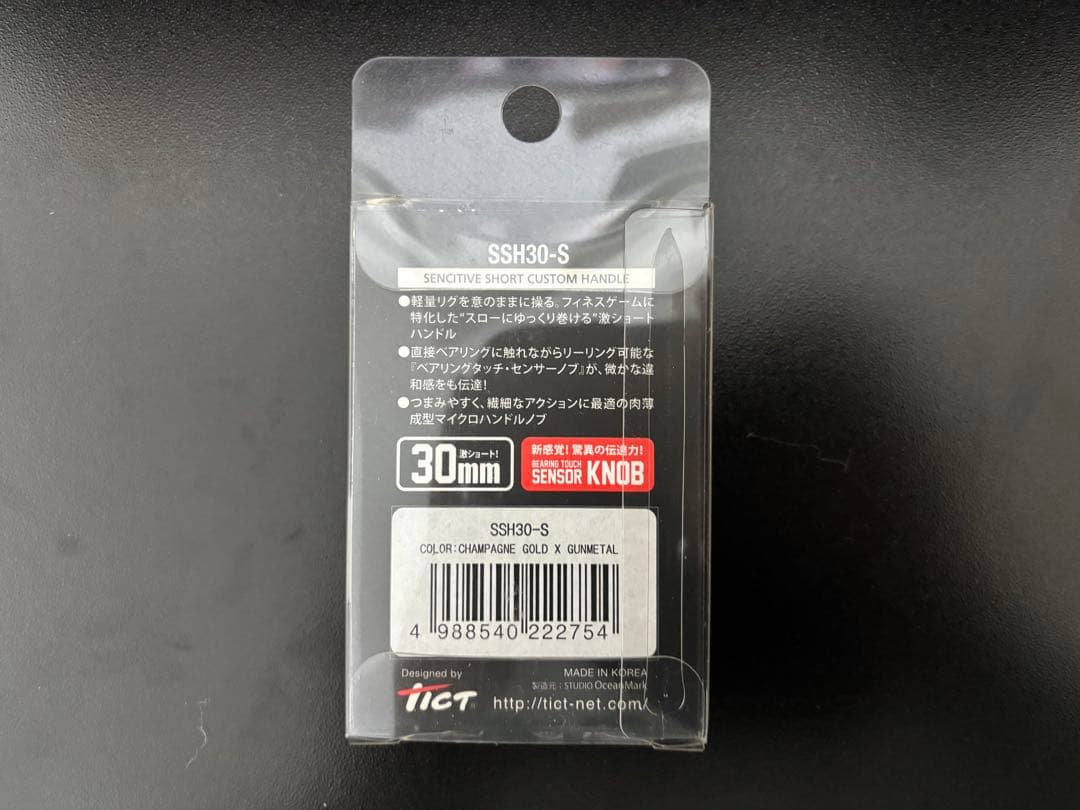 SSH30-S
SENCITIVE SHORT CUSTOM HANDLE
●軽量リグを意のままに操る。フィネスゲームに
特化した"スローにゆっくり巻ける"激ショート
ハンドル
●直接ベアリングに触れながらリーリング可能な
『ベアリングタッチ・センサーノブ』が、微かな違
和感をも伝達!
●つまみやすく、繊細なアクションに最適の肉薄
成型マイクロハンドルノブ
激ショート!
30mm
新感覚!驚異の伝達力!
BEARING TOUCH
SENSOR KNOB
SSH30-S
COLOR:CHAMPAGNE GOLD X GUNMETAL
4 988540 222754
Designed by
TICT
MADE IN KOREA
製造元:STUDIO Ocean Mark
http://tict-net.com/